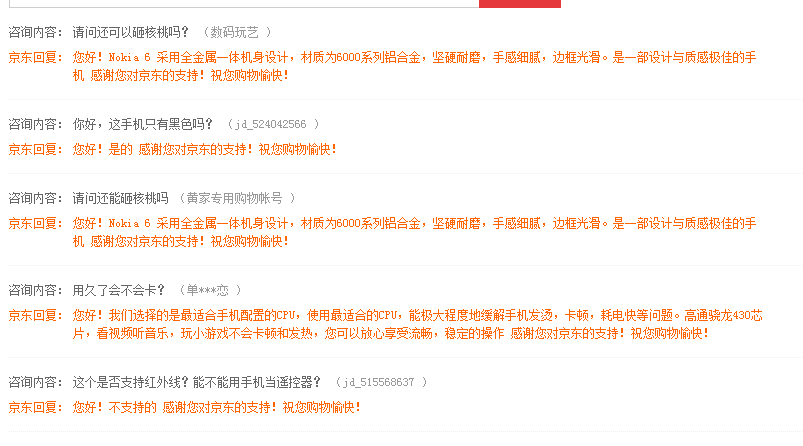 咨询内容： 请问还可以砸核桃吗？ （数码玩艺 ）
京东回复： 您好！Nokia 6 采用全金属一体机身设计，材质为6000系列铝合金，坚硬耐磨，手感细腻，边框光滑。是一部设计与质感极佳的手
机 感谢您对京东的支持！祝您购物愉快！
咨询内容： 你好，这手机只有黑色吗？ （jd_524042566 ）
京东回复： 您好！是的 感谢您对京东的支持！祝您购物愉快！
咨询内容： 请问还能砸核桃吗 （黄家专用购物帐号 ）
京东回复： 您好！Nokia 6 采用全金属一体机身设计，材质为6000系列铝合金，坚硬耐磨，手感细腻，边框光滑。是一部设计与质感极佳的手
机 感谢您对京东的支持！祝您购物愉快！
咨询内容： 用久了会不会卡？ （单***恋 ）
京东回复： 您好！我们选择的是最适合手机配置的CPU，使用最适合的CPU，能极大程度地缓解手机发烫，卡顿，耗电快等问题。高通骁龙430芯
片，看视频听音乐，玩小游戏不会卡顿和发热，您可以放心享受流畅，稳定的操作 感谢您对京东的支持！祝您购物愉快！
咨询内容： 这个是否支持红外线？能不能用手机当遥控器？ （jd_515568637 ）
京东回复： 您好！不支持的 感谢您对京东的支持！祝您购物愉快！